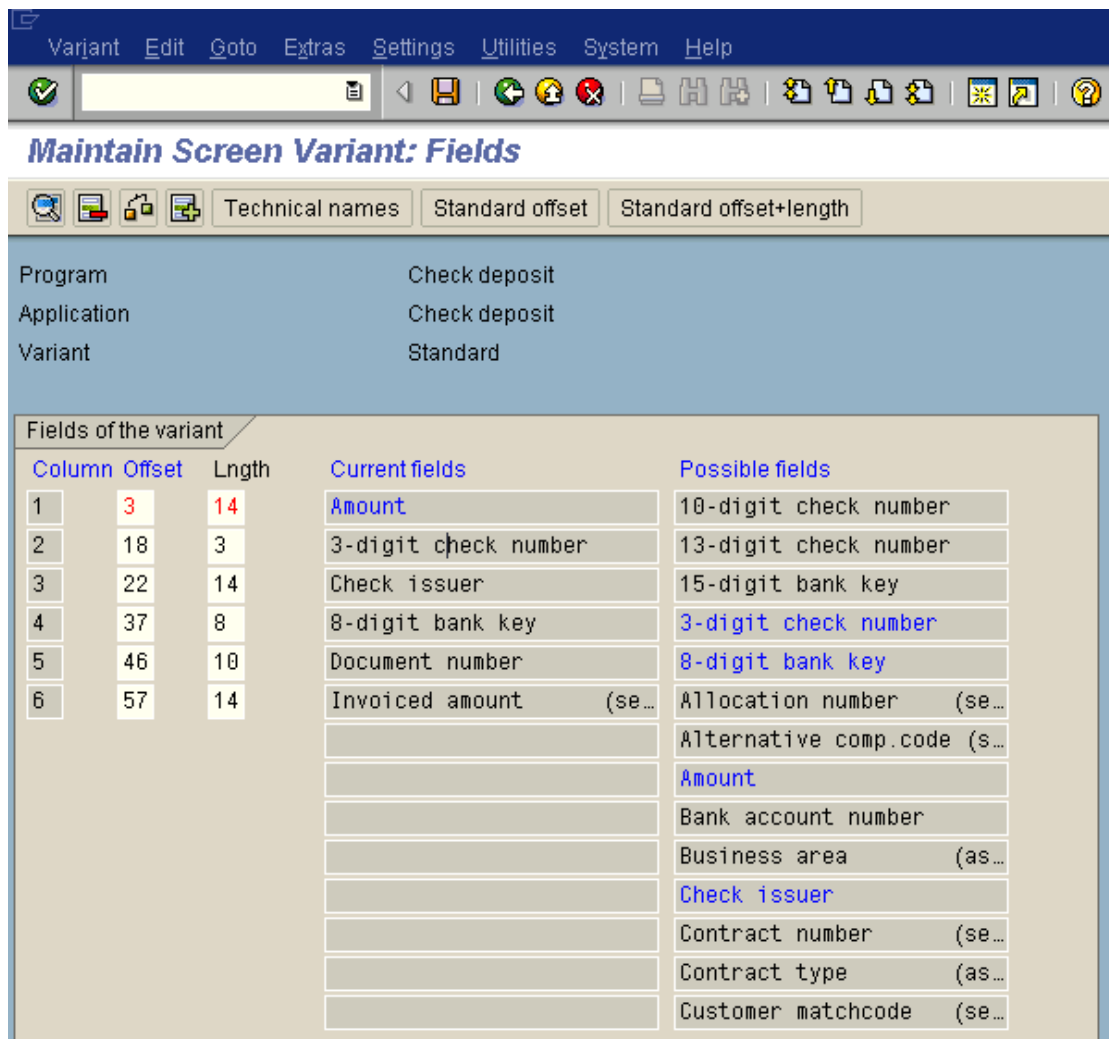 Variant Edit Goto Extras Settings Utilities System Help
Maintain Screen Variant: Fields
Technical names Standard offset Standard offset+length
Program Check deposit
Application Check deposit
Variant Standard
Fields of the variant
Column Offset Lngth Current fields Possible fields
1 3 14 Amount 10-digit check number
2 18 3 3-digit check number 13-digit check number
3 22 14 Check issuer 15-digit bank key
4 37 8 8-digit bank key 3-digit check number
5 46 10 Document number 8-digit bank key
6 57 14 Invoiced amount (se… Allocation number (se…
Alternative comp.code (s…
Amount
Bank account number
Business area (as…
Check issuer
Contract number (se…
Contract type (as…
Customer matchcode (se…